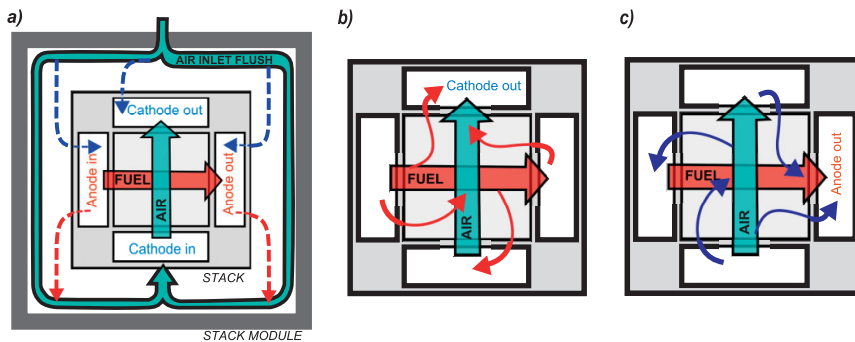 a)
AIR INLET FLUSH
Cathode out
Anode in
FUEL
AIR
Anode out
Cathode in
STACK
STACK MODULE
b)
Cathode out
FUEL
AIR
c)
FUEL
AIR
Anode out